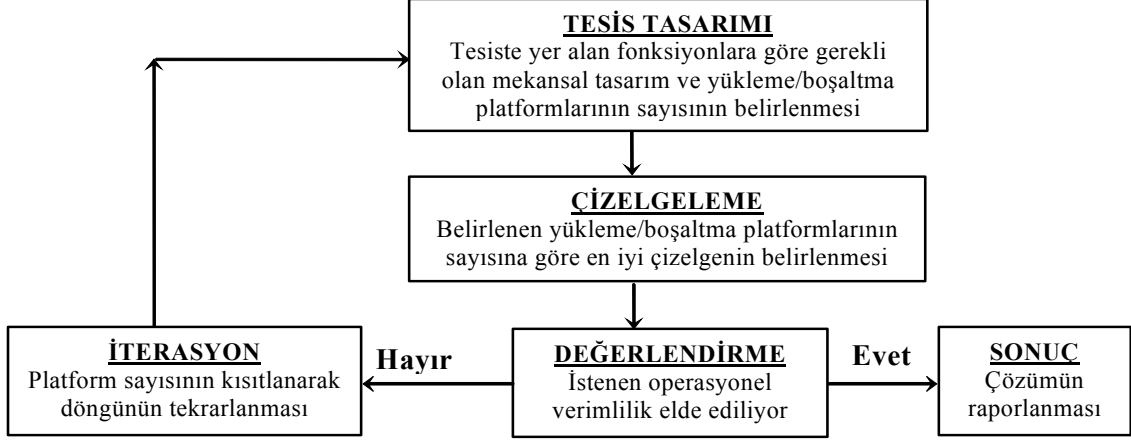 TESİS TASARIMI
Tesiste yer alan fonksiyonlara göre gerekli
olan mekansal tasarım ve yükleme/boşaltma
platformlarının sayısının belirlenmesi
ÇİZELGELEME
Belirlenen yükleme/boşaltma platformlarının
sayısına göre en iyi çizelgenin belirlenmesi
İTERASYON
Platform sayısının kısıtlanarak
döngünün tekrarlanması
Hayır
DEĞERLENDİRME
İstenen operasyonel
verimlilik elde ediliyor
Evet
SONUÇ
Çözümün
raporlanması